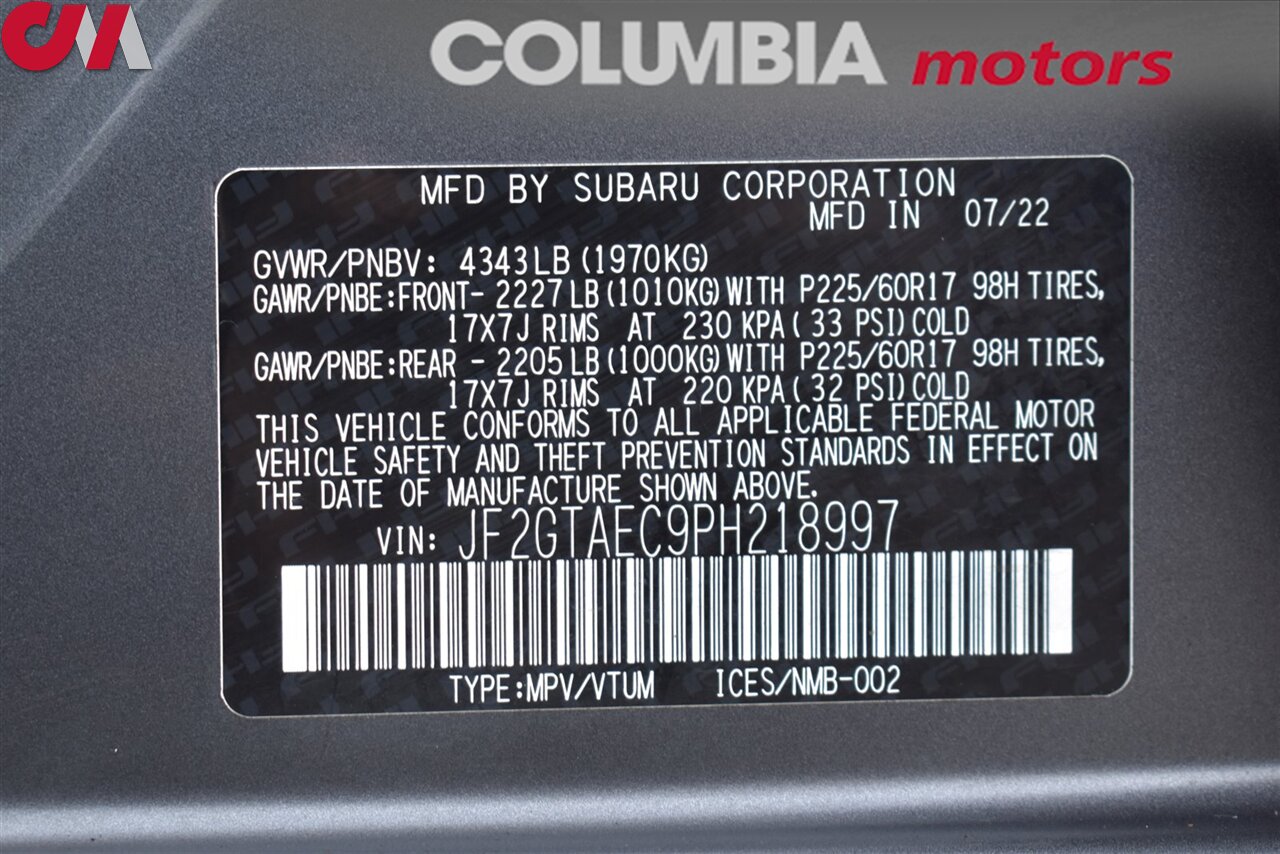 CM
COLUMBIA motors
MFD BY SUBARU CORPORATION
MFD IN 07/22
GVWR/PNBV: 4343LB (1970KG)
GAWR/PNBE:FRONT- 2227 LB (1010KG) WITH P225/60R17 98H TIRES,
17X7J RIMS AT 230 KPA ( 33 PSI) COLD
GAWR/PNBE:REAR - 2205 LB (1000KG) WITH P225/60R17 98H TIRES,
17X7J RIMS AT 220 KPA ( 32 PSI) COLD
THIS VEHICLE CONFORMS TO ALL APPLICABLE FEDERAL MOTOR
VEHICLE SAFETY AND THEFT PREVENTION STANDARDS IN EFFECT ON
THE DATE OF MANUFACTURE SHOWN ABOVE.
VIN: JF2GTAEC9PH218997
TYPE:MPV/VTUM ICES/NMB-002